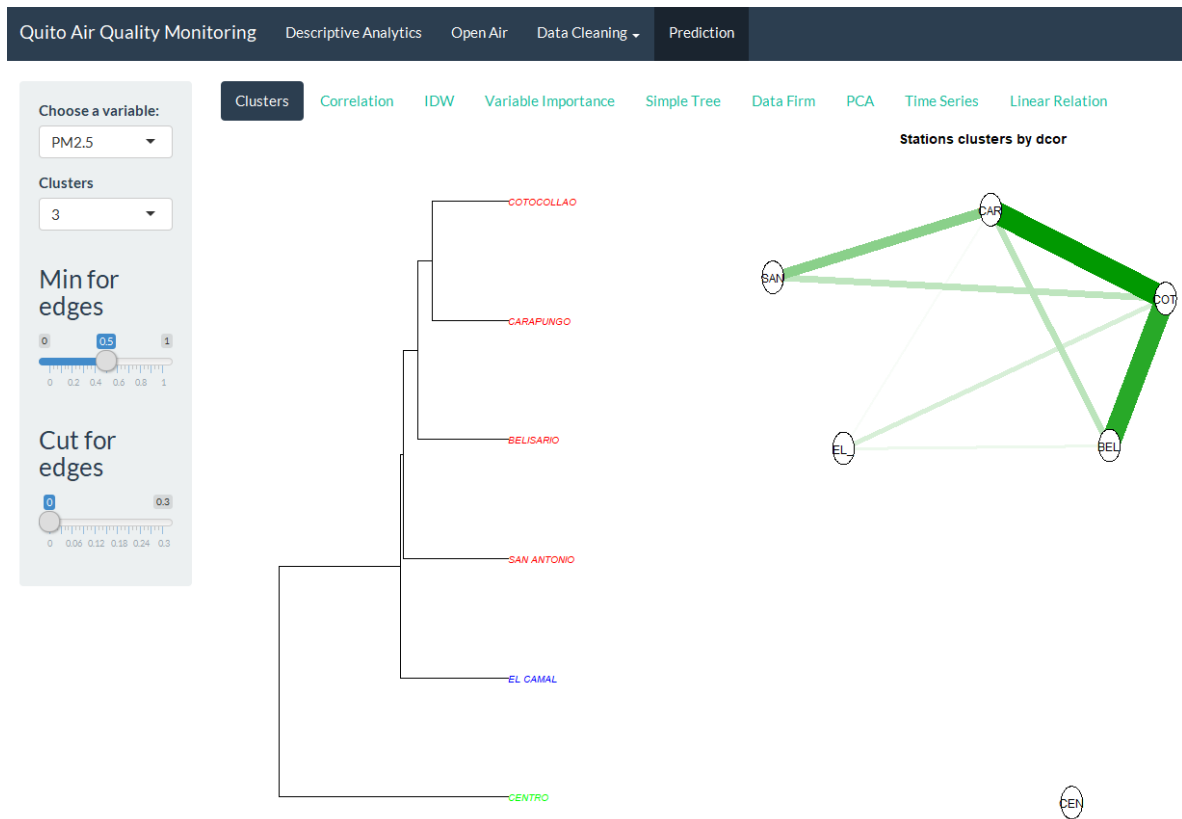 Quito Air Quality Monitoring Descriptive Analytics Open Air Data Cleaning Prediction
Choose a variable:
PM2.5
Clusters
3
Min for
edges
0 0.5 1
0 0.2 0.4 0.6 0.8 1
Cut for
edges
0 0.3
0 0.06 0.12 0.18 0.24 0.3
Clusters Correlation IDW Variable Importance Simple Tree Data Firm PCA Time Series Linear Relation
COTOCOLLAO
CARAPUNGO
BELISARIO
SAN ANTONIO
EL CAMAL
CENTRO
Stations clusters by dcor
CAR
SAN
COT
EL_
BEL
CEN